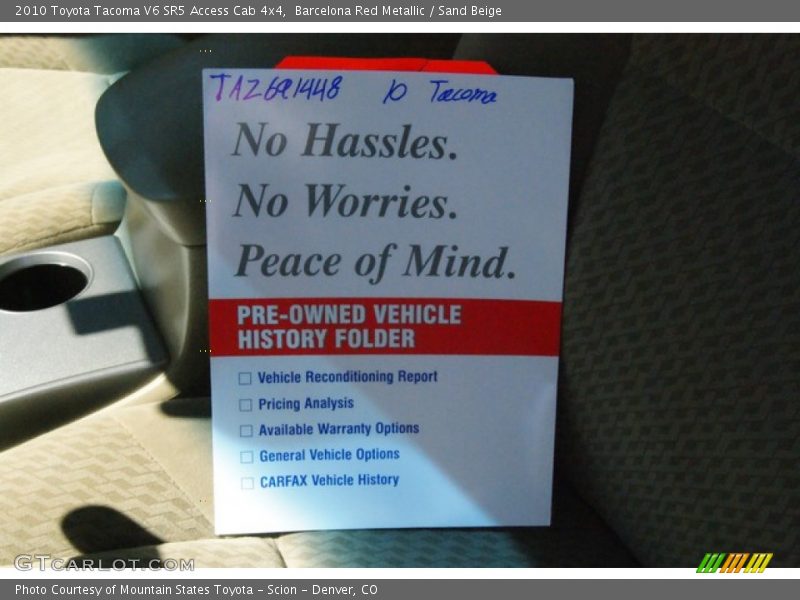 2010 Toyota Tacoma V6 SR5 Access Cab 4x4,  Barcelona Red Metallic / Sand Beige
TAZ691448 10 Tacoma
No Hassles.
No Worries.
Peace of Mind.
PRE-OWNED VEHICLE
HISTORY FOLDER
Vehicle Reconditioning Report
Pricing Analysis
Available Warranty Options
General Vehicle Options
CARFAX Vehicle History
GTCARLOT.COM
Photo Courtesy of Mountain States Toyota - Scion - Denver, CO